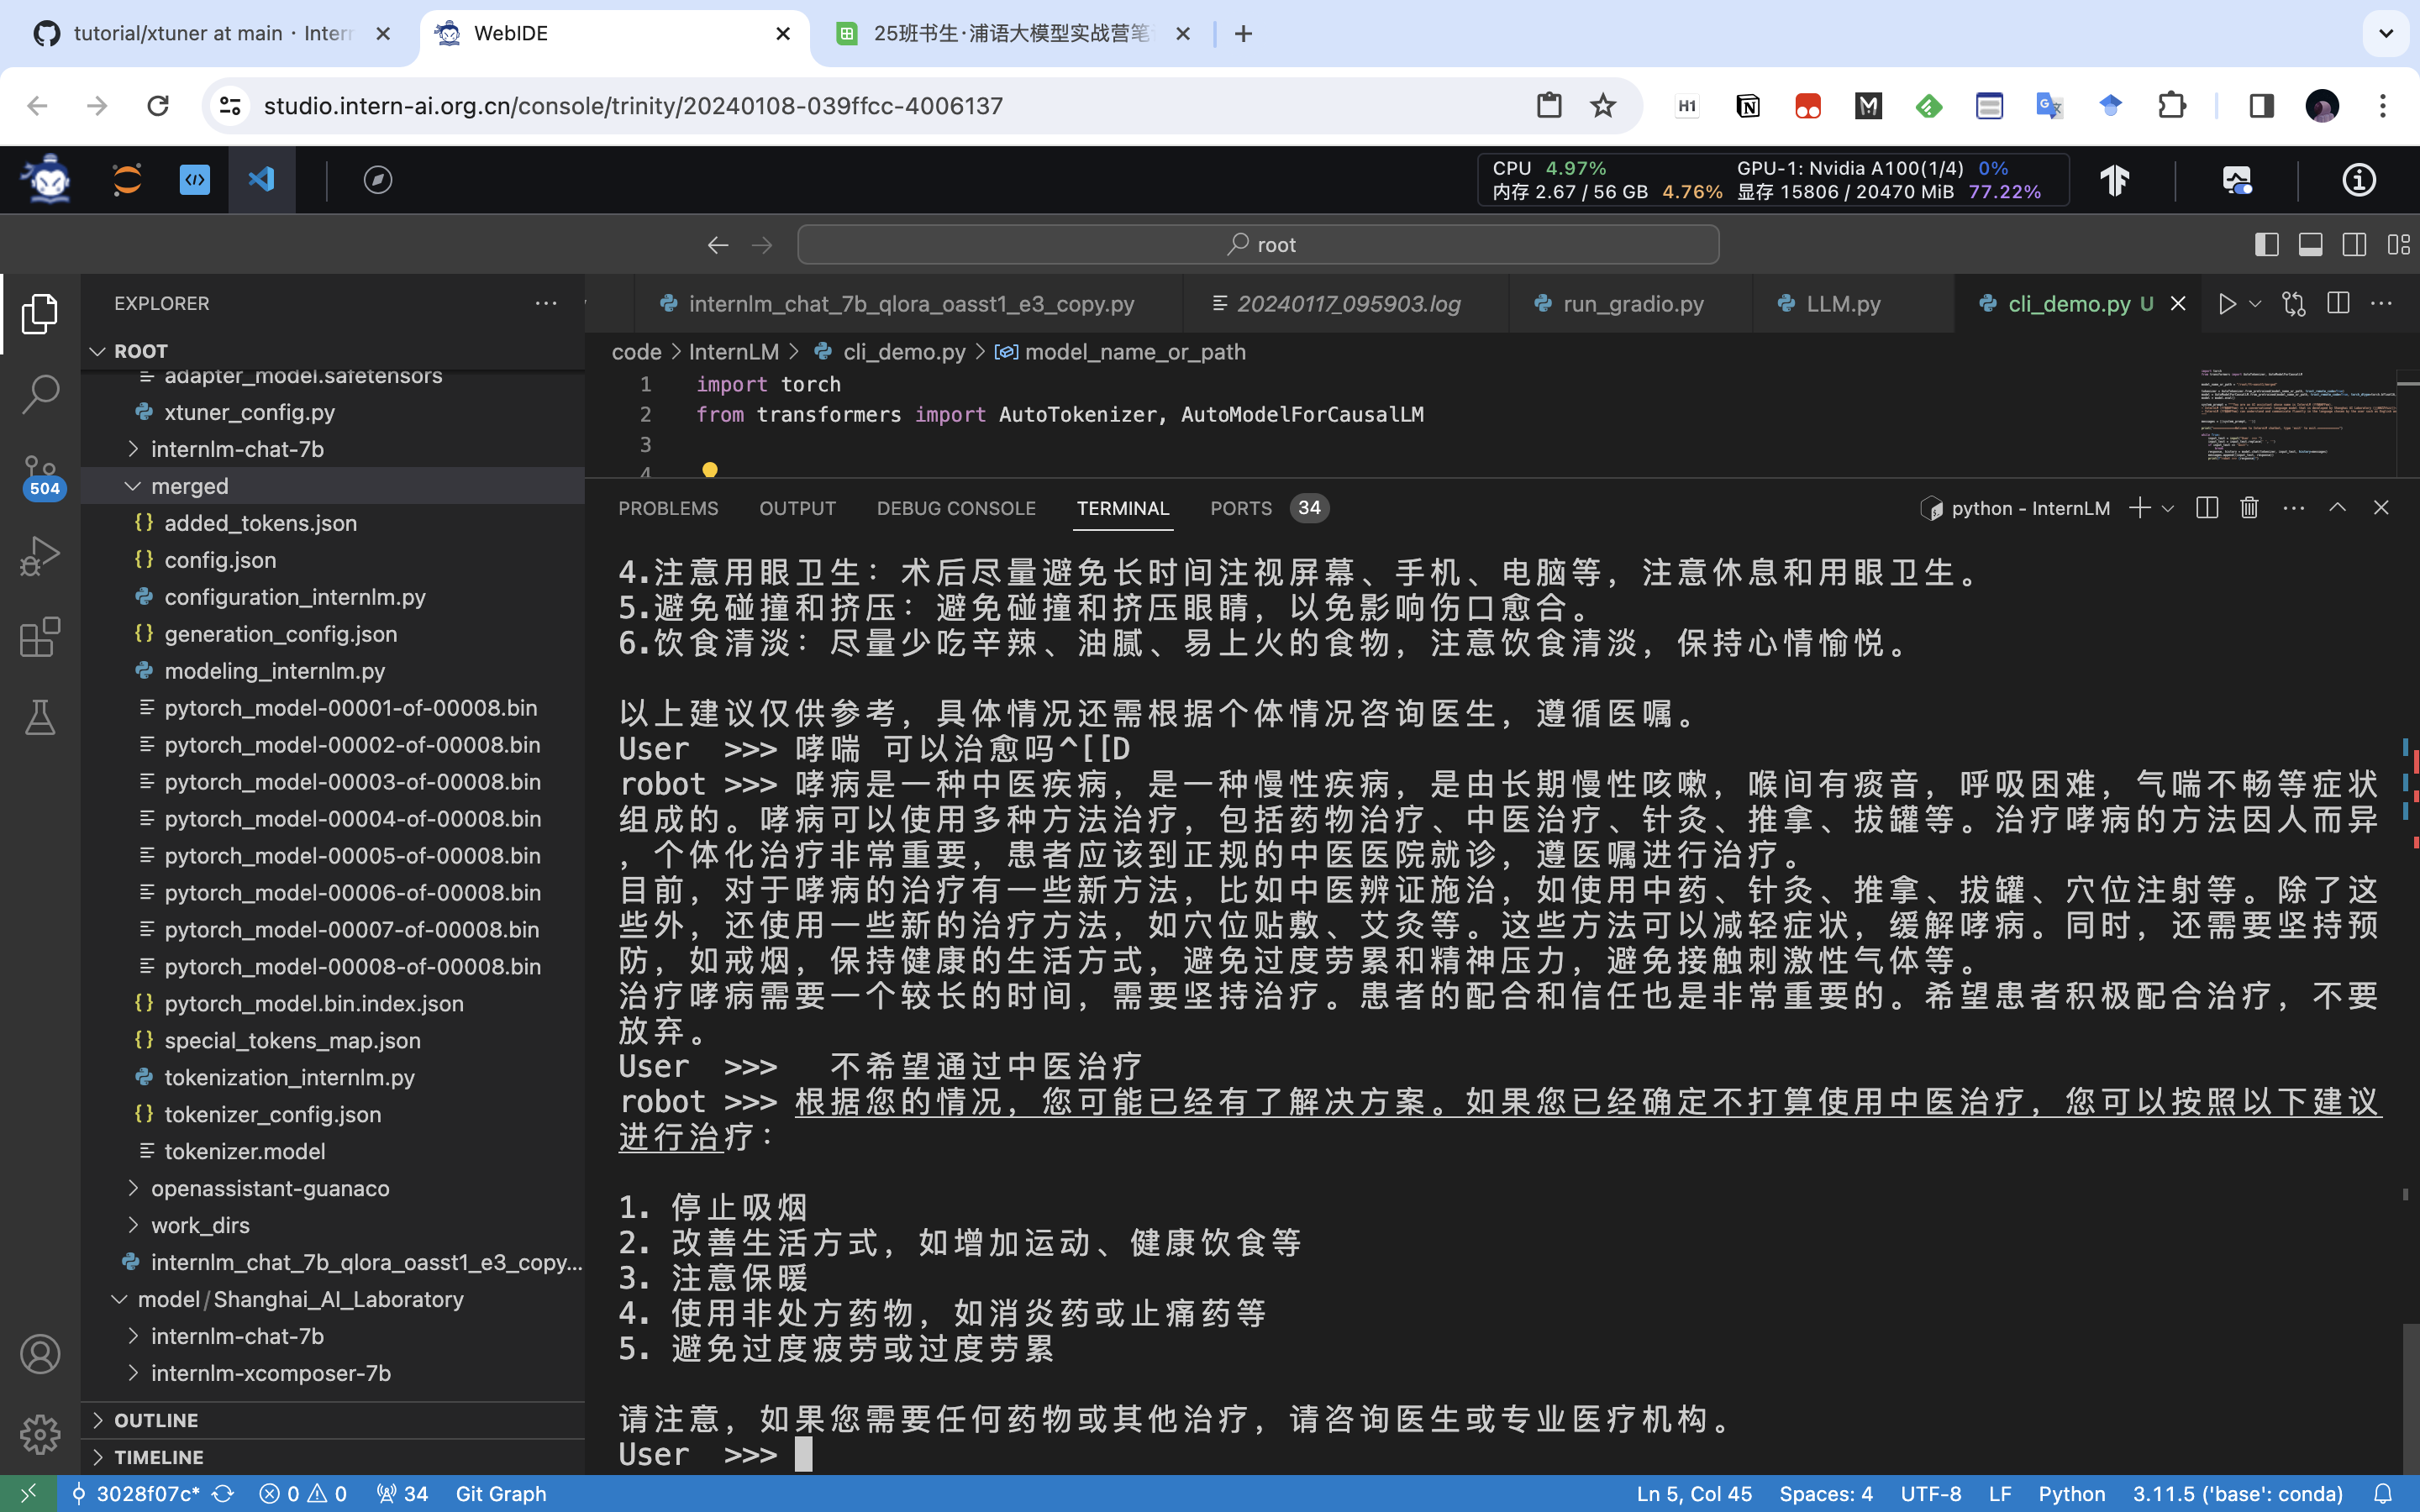 tutorial/xtuner at main · Intern
WebIDE
25班书生·浦语大模型实战营笔
studio.intern-ai.org.cn/console/trinity/20240108-039ffcc-4006137
CPU 4.97%
GPU-1: Nvidia A100(1/4) 0%
内存 2.67 / 56 GB 4.76%
显存 15806 / 20470 MiB 77.22%
root
EXPLORER
internlm_chat_7b_qlora_oasst1_e3_copy.py
20240117_095903.log
run_gradio.py
LLM.py
cli_demo.py U
ROOT
code > InternLM > cli_demo.py > model_name_or_path
adapter_model.safetensors
xtuner_config.py
internlm-chat-7b
merged
added_tokens.json
config.json
configuration_internlm.py
generation_config.json
modeling_internlm.py
pytorch_model-00001-of-00008.bin
pytorch_model-00002-of-00008.bin
pytorch_model-00003-of-00008.bin
pytorch_model-00004-of-00008.bin
pytorch_model-00005-of-00008.bin
pytorch_model-00006-of-00008.bin
pytorch_model-00007-of-00008.bin
pytorch_model-00008-of-00008.bin
pytorch_model.bin.index.json
special_tokens_map.json
tokenization_internlm.py
tokenizer_config.json
tokenizer.model
openassistant-guanaco
work_dirs
internlm_chat_7b_qlora_oasst1_e3_copy...
model/Shanghai_AI_Laboratory
internlm-chat-7b
internlm-xcomposer-7b
OUTLINE
TIMELINE
504
1 import torch
2 from transformers import AutoTokenizer, AutoModelForCausalLM
3
4
PROBLEMS OUTPUT DEBUG CONSOLE TERMINAL PORTS 34
python - InternLM
4.注意用眼卫生：术后尽量避免长时间注视屏幕、手机、电脑等，注意休息和用眼卫生。
5.避免碰撞和挤压：避免碰撞和挤压眼睛，以免影响伤口愈合。
6.饮食清淡：尽量少吃辛辣、油腻、易上火的食物，注意饮食清淡，保持心情愉悦。
以上建议仅供参考，具体情况还需根据个体情况咨询医生，遵循医嘱。
User >>> 哮喘 可以治愈吗^[[D
robot >>> 哮病是一种中医疾病，是一种慢性疾病，是由长期慢性咳嗽，喉间有痰音，呼吸困难，气喘不畅等症状
组成的。哮病可以使用多种方法治疗，包括药物治疗、中医治疗、针灸、推拿、拔罐等。治疗哮病的方法因人而异
，个体化治疗非常重要，患者应该到正规的中医医院就诊，遵医嘱进行治疗。
目前，对于哮病的治疗有一些新方法，比如中医辨证施治，如使用中药、针灸、推拿、拔罐、穴位注射等。除了这
些外，还使用一些新的治疗方法，如穴位贴敷、艾灸等。这些方法可以减轻症状，缓解哮病。同时，还需要坚持预
防，如戒烟，保持健康的生活方式，避免过度劳累和精神压力，避免接触刺激性气体等。
治疗哮病需要一个较长的时间，需要坚持治疗。患者的配合和信任也是非常重要的。希望患者积极配合治疗，不要
放弃。
User >>> 不希望通过中医治疗
robot >>> 根据您的情况，您可能已经有了解决方案。如果您已经确定不打算使用中医治疗，您可以按照以下建议
进行治疗：
1. 停止吸烟
2. 改善生活方式，如增加运动、健康饮食等
3. 注意保暖
4. 使用非处方药物，如消炎药或止痛药等
5. 避免过度疲劳或过度劳累
请注意，如果您需要任何药物或其他治疗，请咨询医生或专业医疗机构。
User >>>
3028f07c* 0 0 34 Git Graph
Ln 5, Col 45 Spaces: 4 UTF-8 LF Python 3.11.5 ('base': conda)